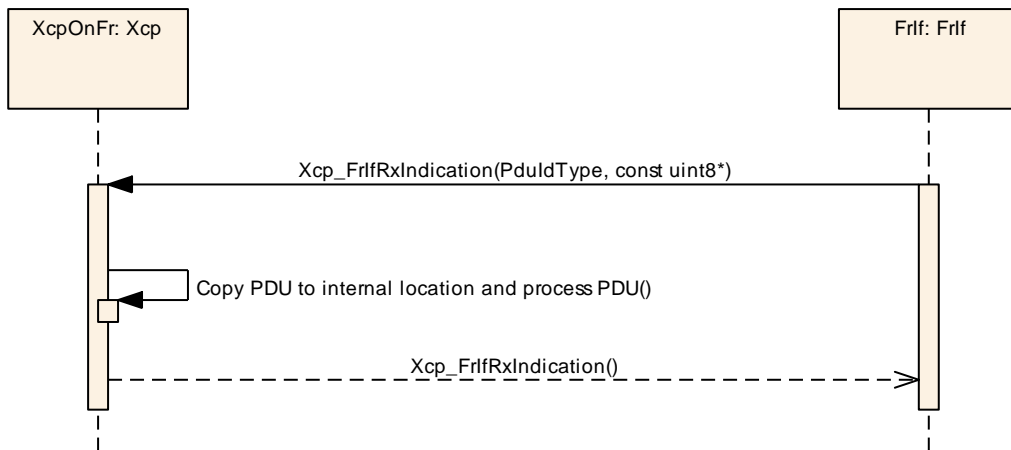 XcpOnFr: Xcp
FrIf: FrIf
Xcp_FrIfRxIndication(PduIdType, const uint8*)
Copy PDU to internal location and process PDU()
Xcp_FrIfRxIndication()